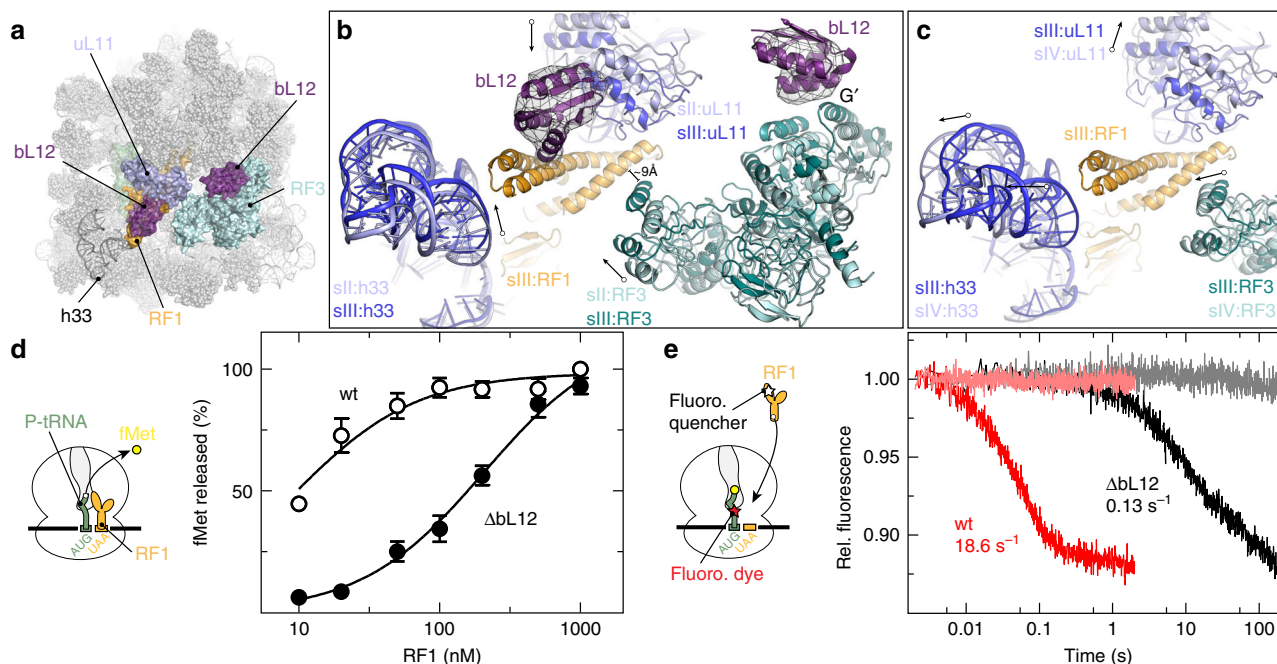 a
uL11
bL12
bL12
RF3
h33
RF1
b
bL12
bL12
G′
sII:uL11
sIII:uL11
~9Å
sIII:RF1
sII:h33
sIII:h33
sII:RF3
sIII:RF3
c
sIII:uL11
sIV:uL11
sIII:RF1
sIII:h33
sIV:h33
sIII:RF3
sIV:RF3
d
P-tRNA
fMet
AUG
UAA
RF1
fMet released (%)
100
50
wt
ΔbL12
10
100
1000
RF1 (nM)
e
RF1
Fluoro.
quencher
AUG
UAA
Fluoro. dye
Rel. fluorescence
1.00
0.95
0.90
ΔbL12
0.13 s⁻¹
wt
18.6 s⁻¹
0.01
0.1
1
10
100
Time (s)